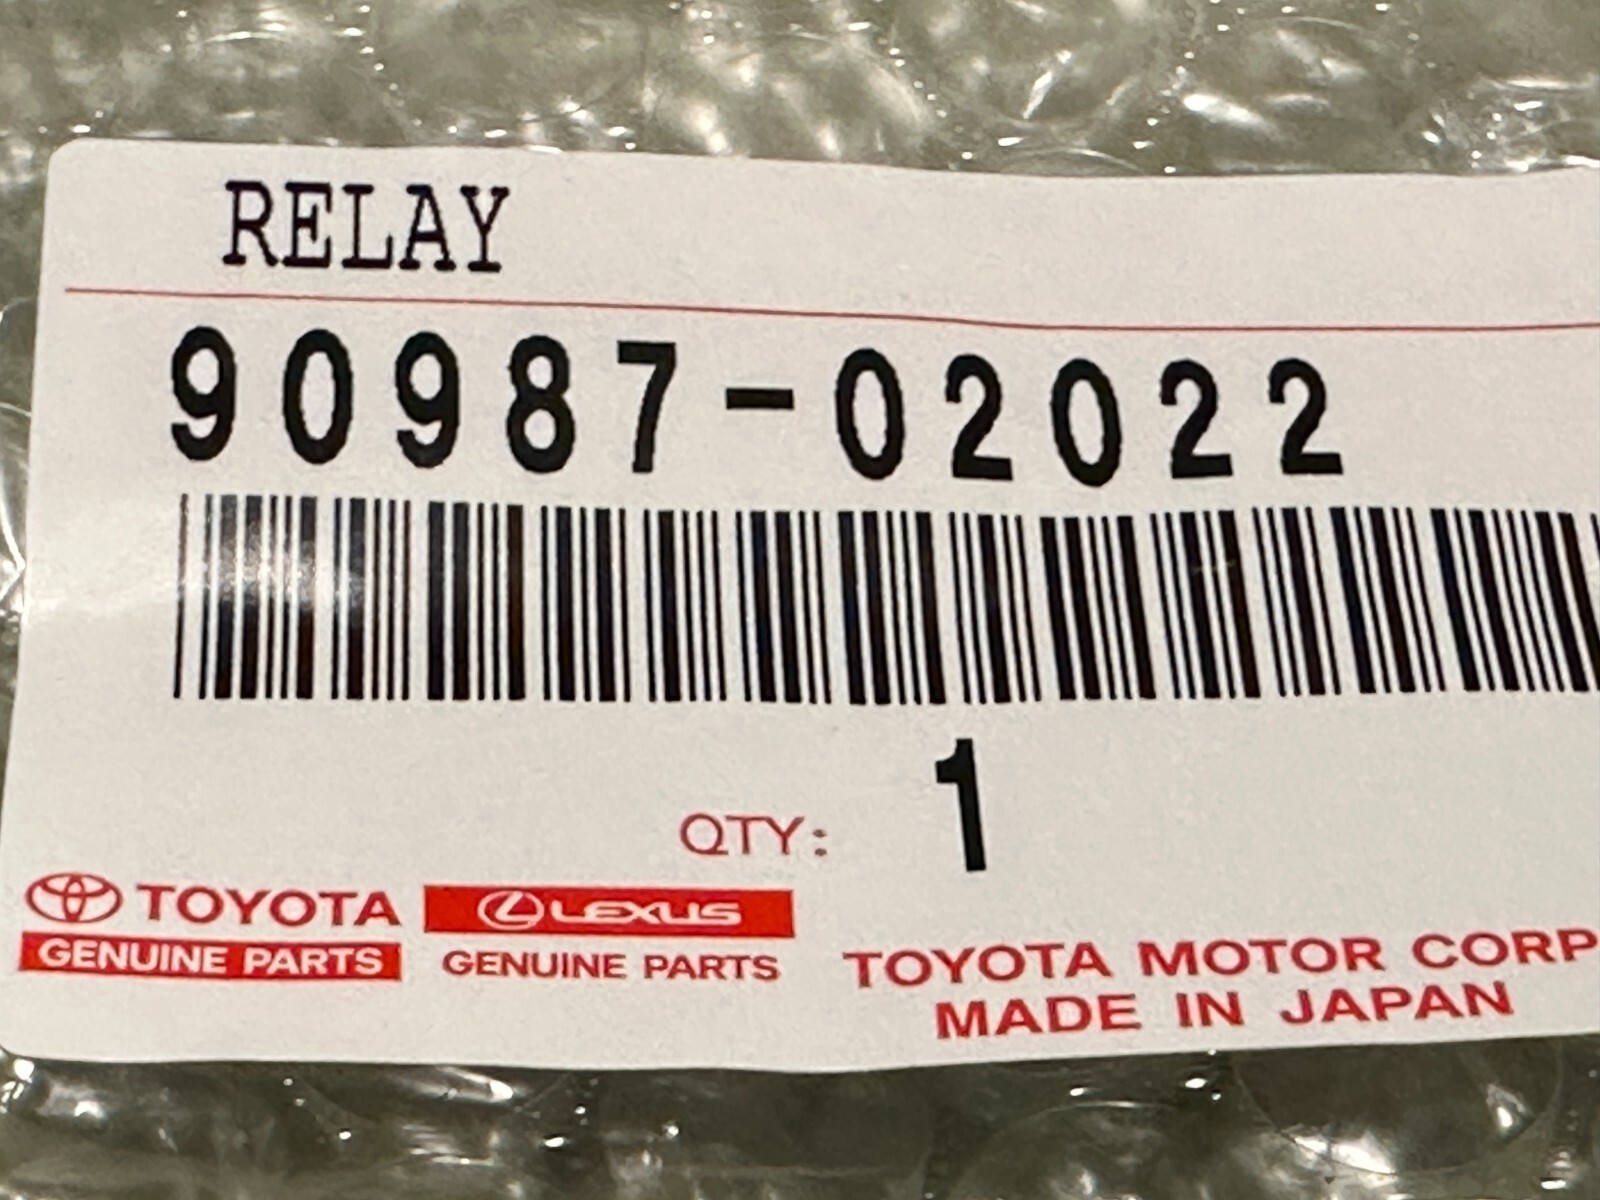 RELAY
90987-02022
1
QTY:
TOYOTA
GENUINE PARTS
LEXUS
GENUINE PARTS
TOYOTA MOTOR CORP
MADE IN JAPAN